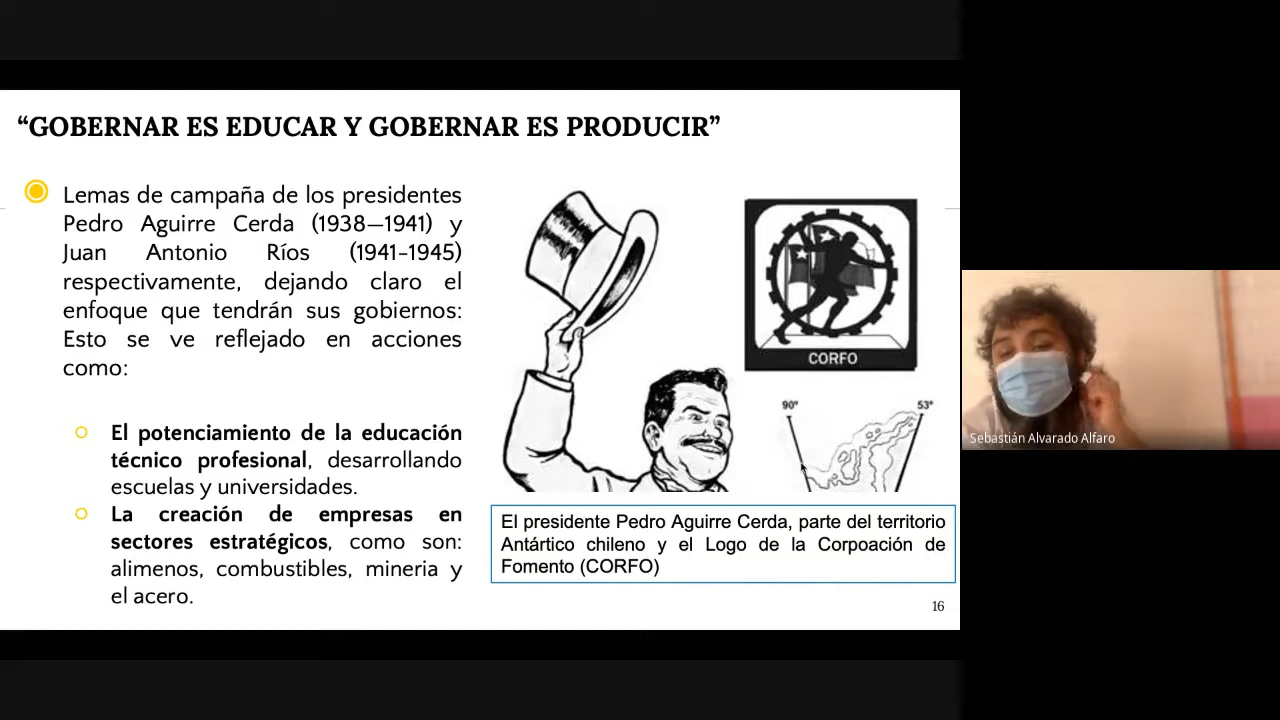 “GOBERNAR ES EDUCAR Y GOBERNAR ES PRODUCIR”
Lemas de campaña de los presidentes
Pedro Aguirre Cerda (1938—1941) y
Juan Antonio Ríos (1941–1945)
respectivamente, dejando claro el
enfoque que tendrán sus gobiernos:
Esto se ve reflejado en acciones
como:
El potenciamiento de la educación
técnico profesional, desarrollando
escuelas y universidades.
La creación de empresas en
sectores estratégicos, como son:
alimenos, combustibles, mineria y
el acero.
CORFO
90° 53°
El presidente Pedro Aguirre Cerda, parte del territorio
Antártico chileno y el Logo de la Corpoación de
Fomento (CORFO)
16
Sebastián Alvarado Alfaro